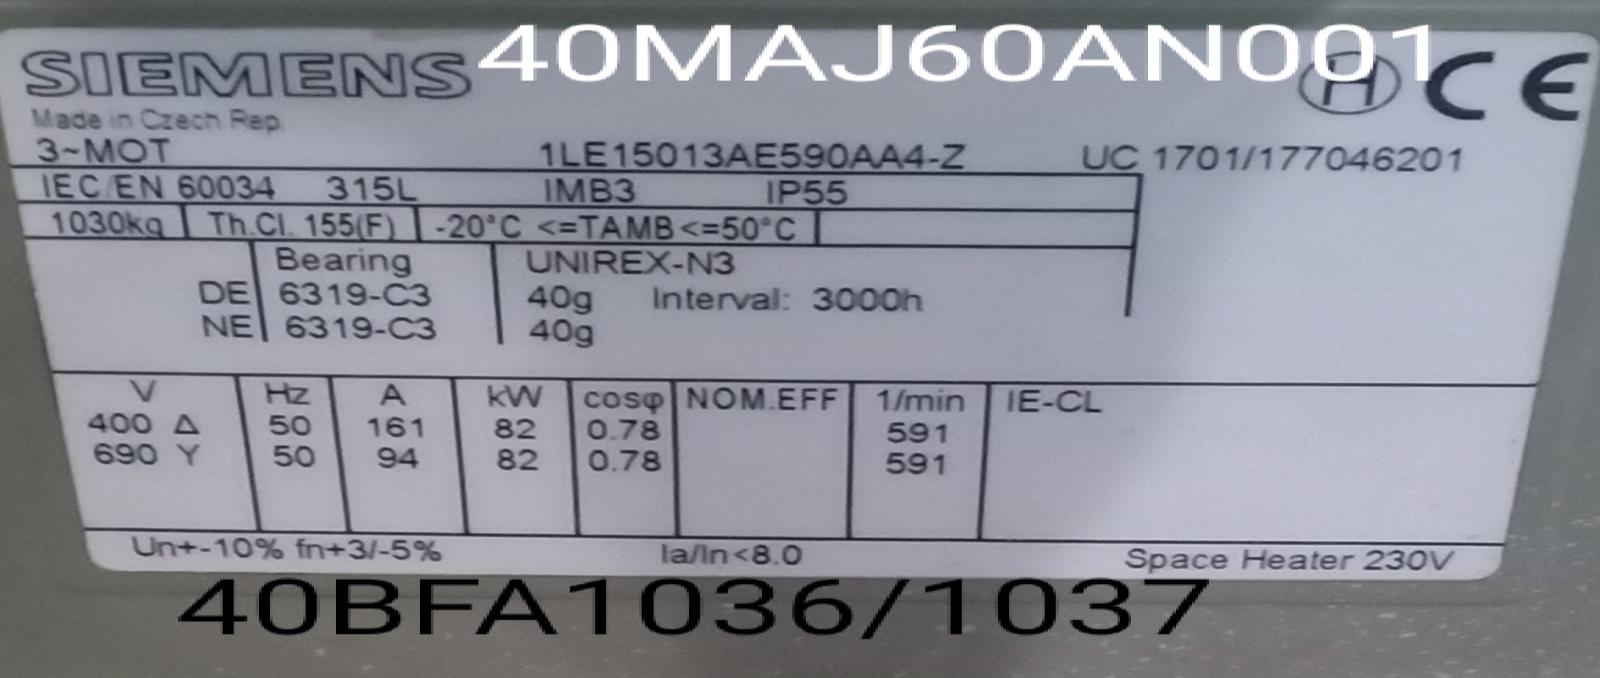 SIEMENS 40MAJ60AN001
H CE
Made in Czech Rep.
3~MOT 1LE15013AE590AA4-Z UC 1701/177046201
IEC/EN 60034 315L IMB3 IP55
1030kg Th.Cl. 155(F) -20°C <=TAMB<=50°C
Bearing UNIREX-N3
DE 6319-C3 40g Interval: 3000h
NE 6319-C3 40g
V Hz A kW cosφ NOM.EFF 1/min IE-CL
400 Δ 50 161 82 0.78 591
690 Y 50 94 82 0.78 591
Un+-10% fn+3/-5% Ia/In<8.0 Space Heater 230V
40BFA1036/1037